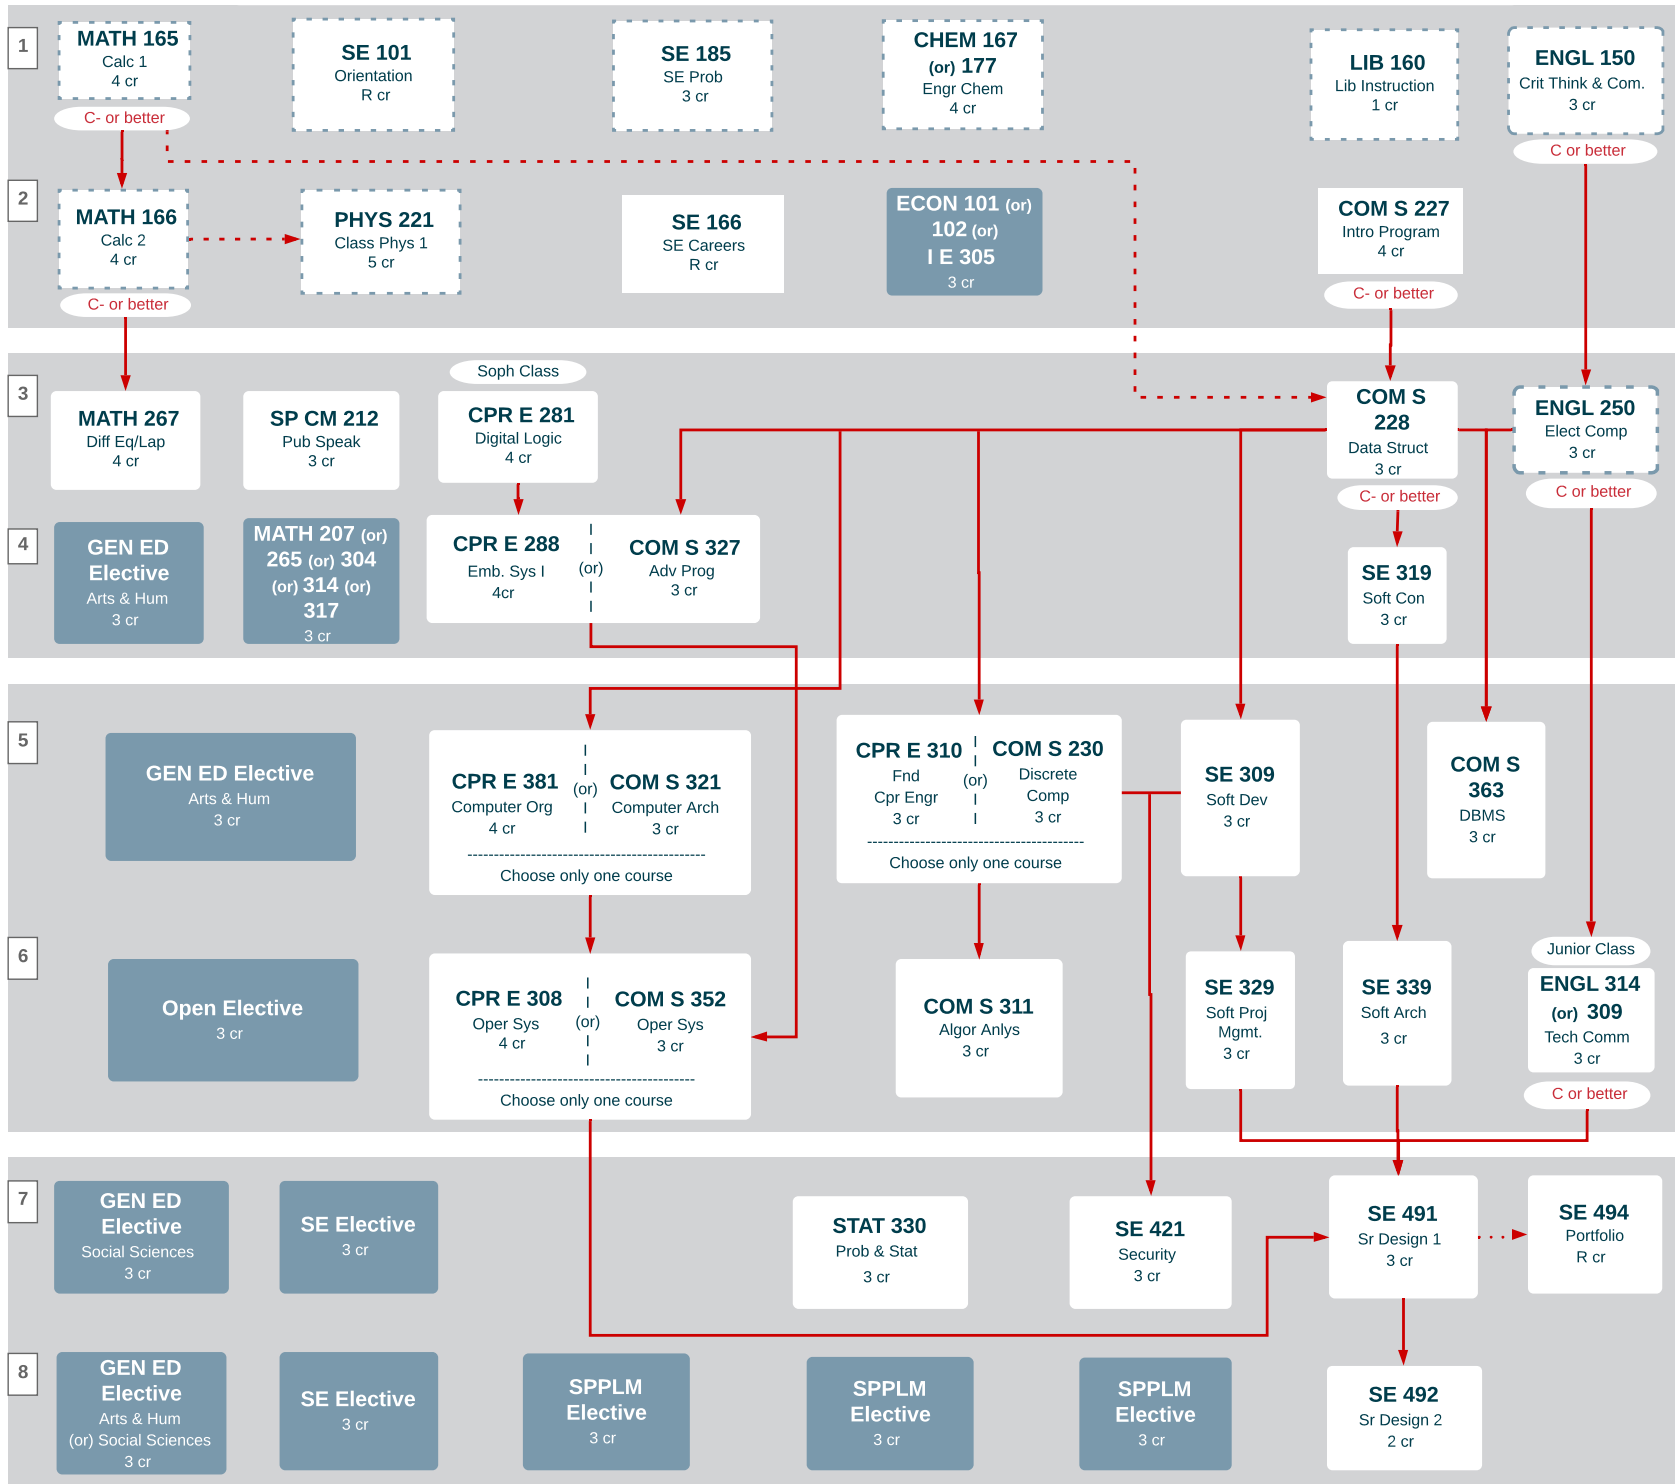 1
MATH 165
Calc 1
4 cr
C- or better
SE 101
Orientation
R cr
SE 185
SE Prob
3 cr
CHEM 167
(or) 177
Engr Chem
4 cr
LIB 160
Lib Instruction
1 cr
ENGL 150
Crit Think & Com.
3 cr
C or better
2
MATH 166
Calc 2
4 cr
C- or better
PHYS 221
Class Phys 1
5 cr
SE 166
SE Careers
R cr
ECON 101 (or)
102 (or)
I E 305
3 cr
COM S 227
Intro Program
4 cr
C- or better
3
MATH 267
Diff Eq/Lap
4 cr
SP CM 212
Pub Speak
3 cr
Soph Class
CPR E 281
Digital Logic
4 cr
COM S
228
Data Struct
3 cr
C- or better
ENGL 250
Elect Comp
3 cr
C or better
4
GEN ED
Elective
Arts & Hum
3 cr
MATH 207 (or)
265 (or) 304
(or) 314 (or)
317
3 cr
CPR E 288
Emb. Sys I
4cr
(or)
COM S 327
Adv Prog
3 cr
SE 319
Soft Con
3 cr
5
GEN ED Elective
Arts & Hum
3 cr
CPR E 381
Computer Org
4 cr
(or)
COM S 321
Computer Arch
3 cr
Choose only one course
CPR E 310
Fnd
Cpr Engr
3 cr
(or)
COM S 230
Discrete
Comp
3 cr
Choose only one course
SE 309
Soft Dev
3 cr
COM S
363
DBMS
3 cr
6
Open Elective
3 cr
CPR E 308
Oper Sys
4 cr
(or)
COM S 352
Oper Sys
3 cr
Choose only one course
COM S 311
Algor Anlys
3 cr
SE 329
Soft Proj
Mgmt.
3 cr
SE 339
Soft Arch
3 cr
Junior Class
ENGL 314
(or) 309
Tech Comm
3 cr
C or better
7
GEN ED
Elective
Social Sciences
3 cr
SE Elective
3 cr
STAT 330
Prob & Stat
3 cr
SE 421
Security
3 cr
SE 491
Sr Design 1
3 cr
SE 494
Portfolio
R cr
8
GEN ED
Elective
Arts & Hum
(or) Social Sciences
3 cr
SE Elective
3 cr
SPPLM
Elective
3 cr
SPPLM
Elective
3 cr
SPPLM
Elective
3 cr
SE 492
Sr Design 2
2 cr